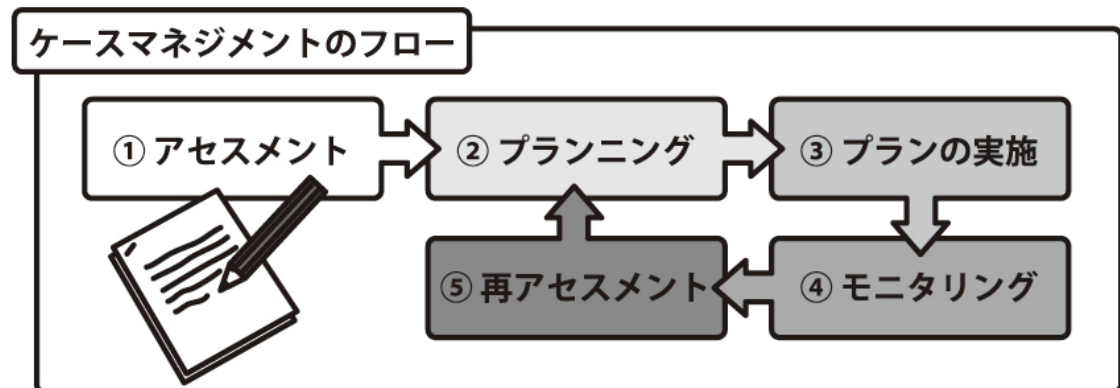 ケースマネジメントのフロー
① アセスメント
② プランニング
③ プランの実施
④ モニタリング
⑤ 再アセスメント